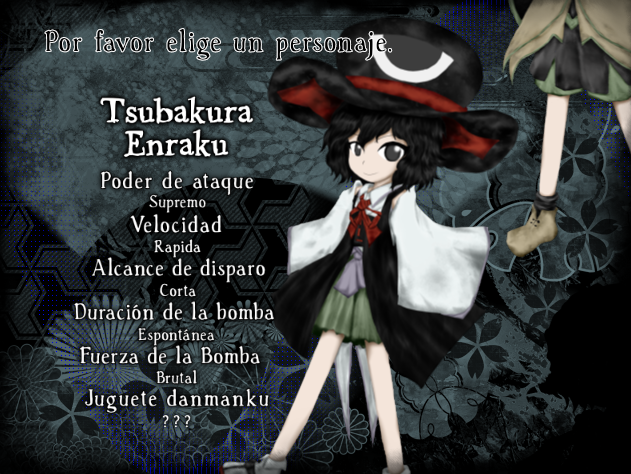 Por favor elige un personaje.
Tsubakura
Enraku
Poder de ataque
Supremo
Velocidad
Rapida
Alcance de disparo
Corta
Duración de la bomba
Espontánea
Fuerza de la Bomba
Brutal
Juguete danmanku
???